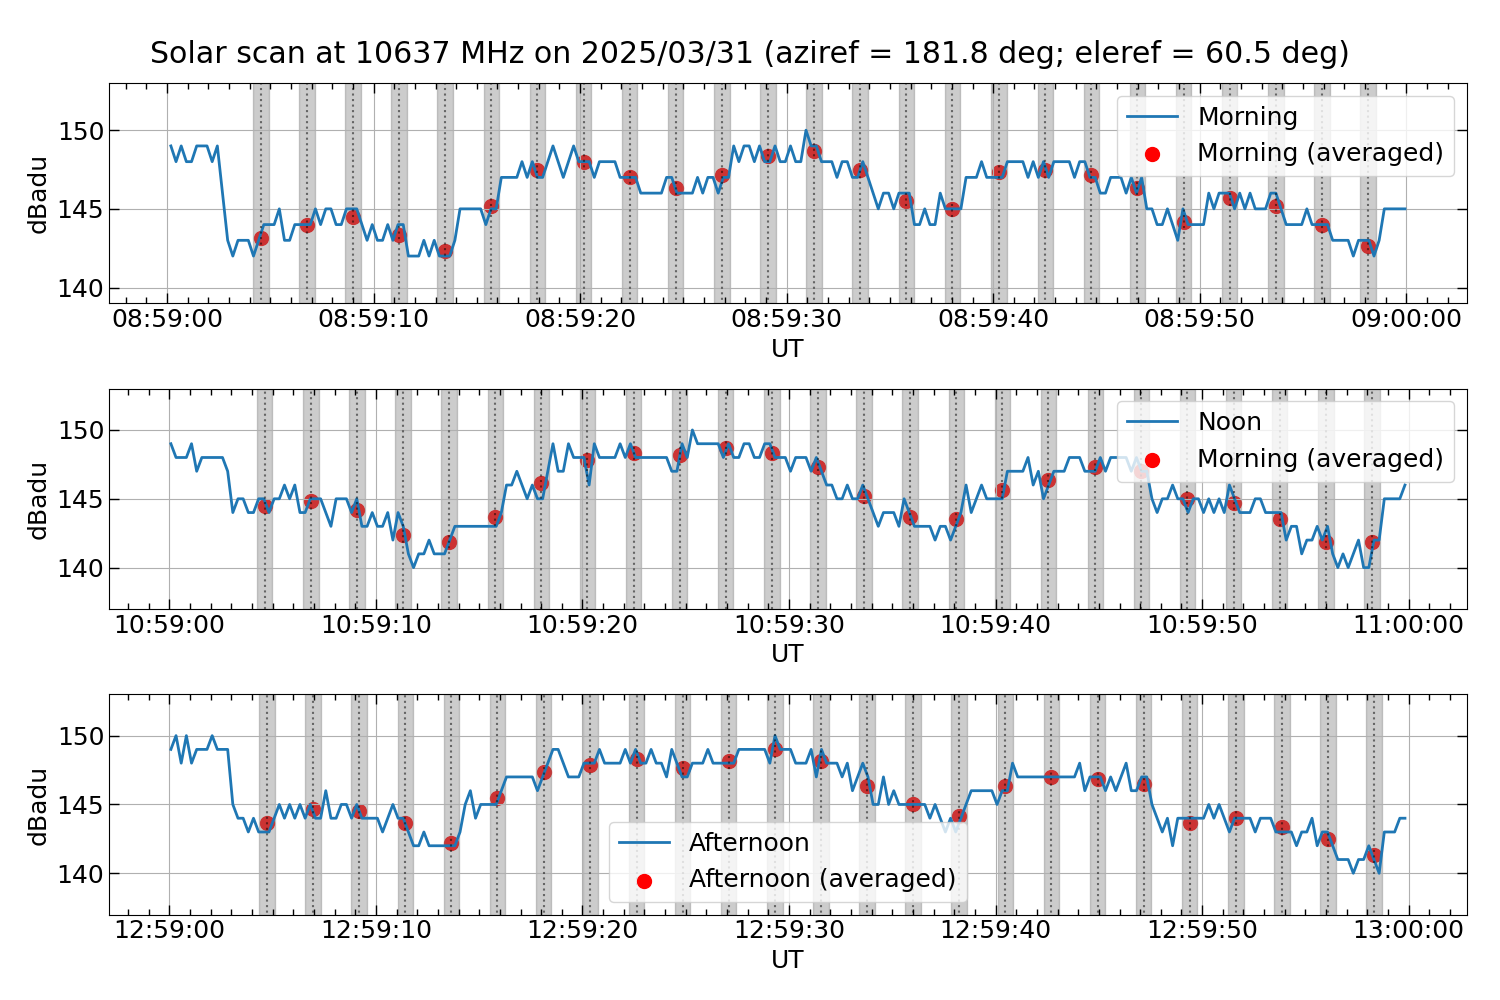 Solar scan at 10637 MHz on 2025/03/31 (aziref = 181.8 deg; eleref = 60.5 deg)
150
145
140
dBadu
Morning
Morning (averaged)
08:59:00 08:59:10 08:59:20 08:59:30 08:59:40 08:59:50 09:00:00
UT
150
145
140
dBadu
Noon
Morning (averaged)
10:59:00 10:59:10 10:59:20 10:59:30 10:59:40 10:59:50 11:00:00
UT
150
145
140
dBadu
Afternoon
Afternoon (averaged)
12:59:00 12:59:10 12:59:20 12:59:30 12:59:40 12:59:50 13:00:00
UT